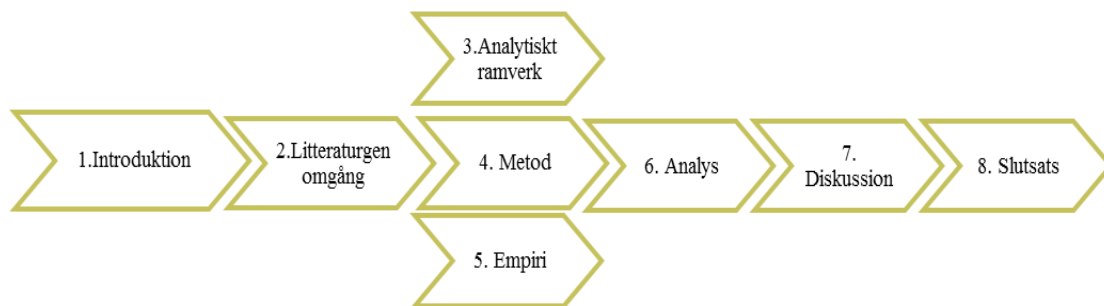 1.Introduktion
2.Litteraturgen
omgång
3.Analytiskt
ramverk
4. Metod
5. Empiri
6. Analys
7.
Diskussion
8. Slutsats